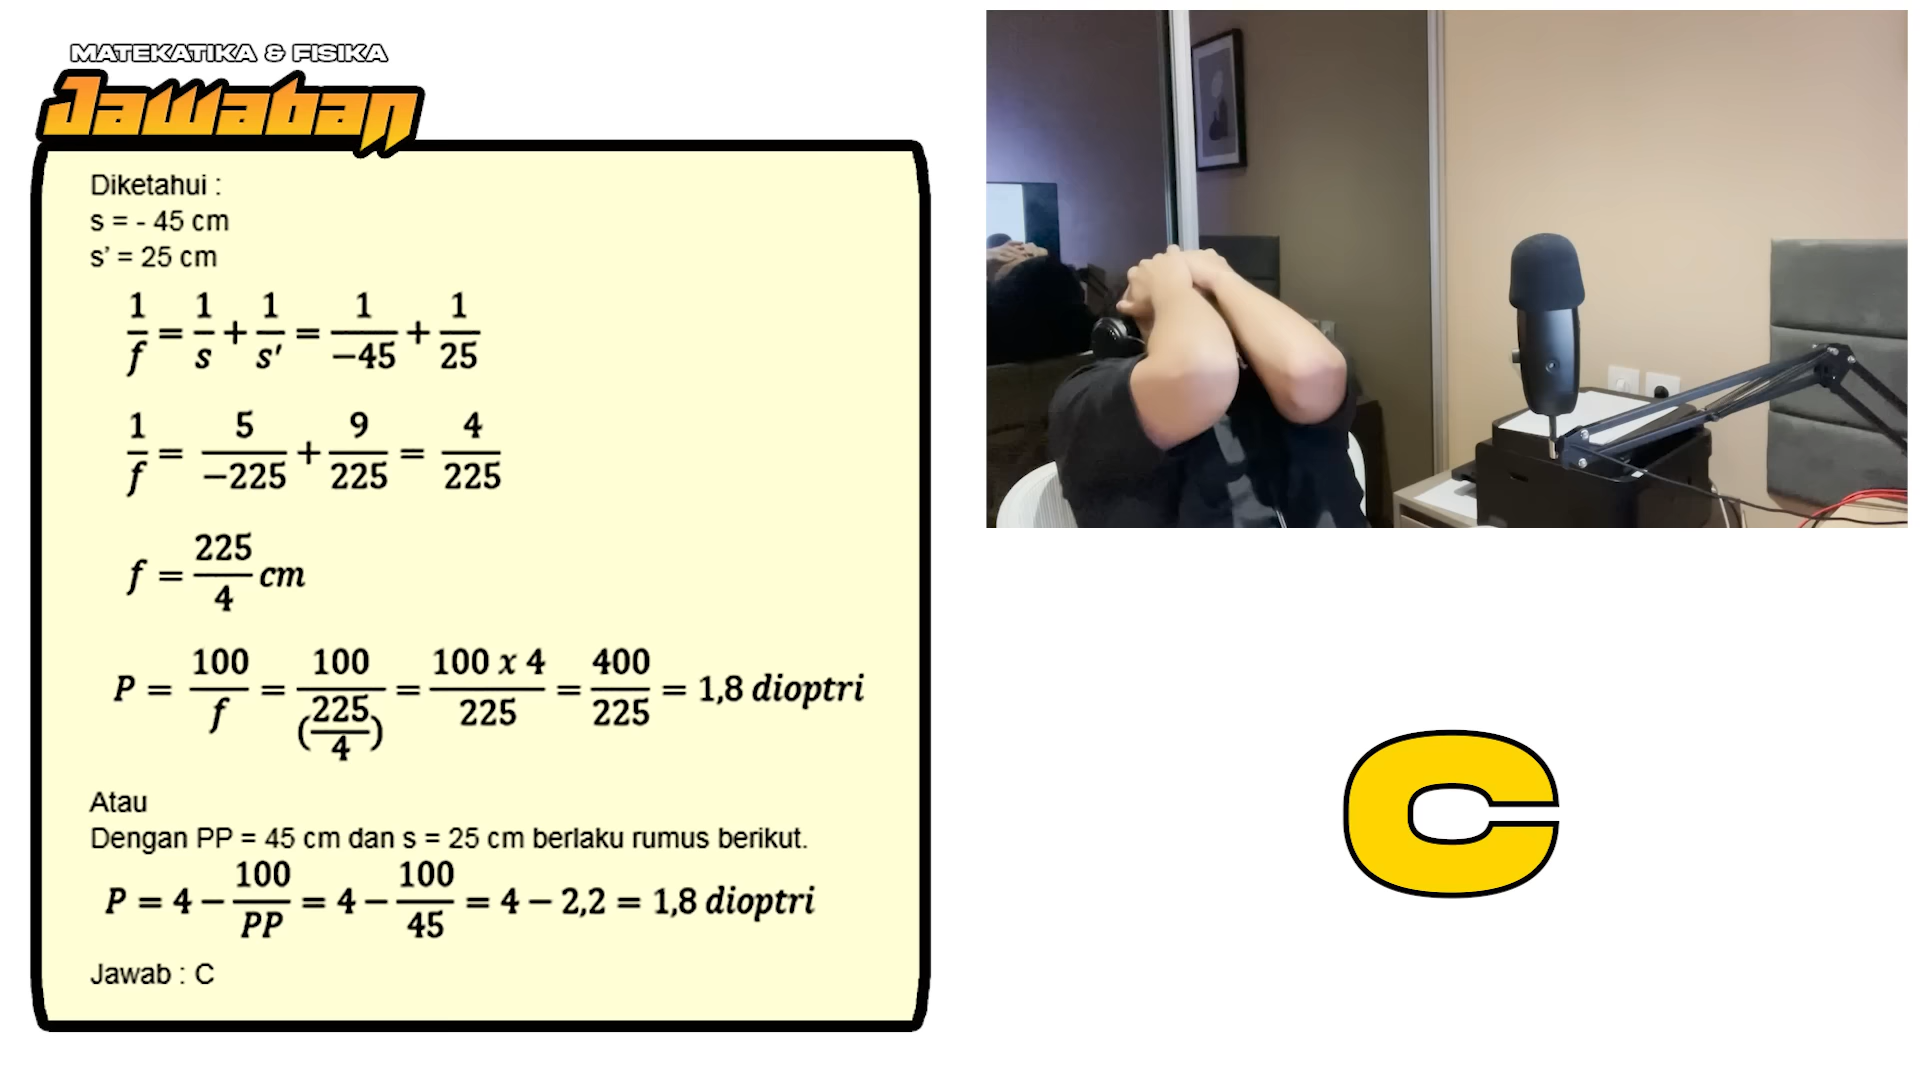 MATEKATIKA & FISIKA
Jawaban
Diketahui :
s = - 45 cm
s’ = 25 cm
1/f = 1/s + 1/s′ = 1/−45 + 1/25
1/f = 5/−225 + 9/225 = 4/225
f = 225/4 cm
P = 100/f = 100/(225/4) = 100 x 4/225 = 400/225 = 1,8 dioptri
Atau
Dengan PP = 45 cm dan s = 25 cm berlaku rumus berikut.
P = 4 − 100/PP = 4 − 100/45 = 4 − 2,2 = 1,8 dioptri
Jawab : C
C